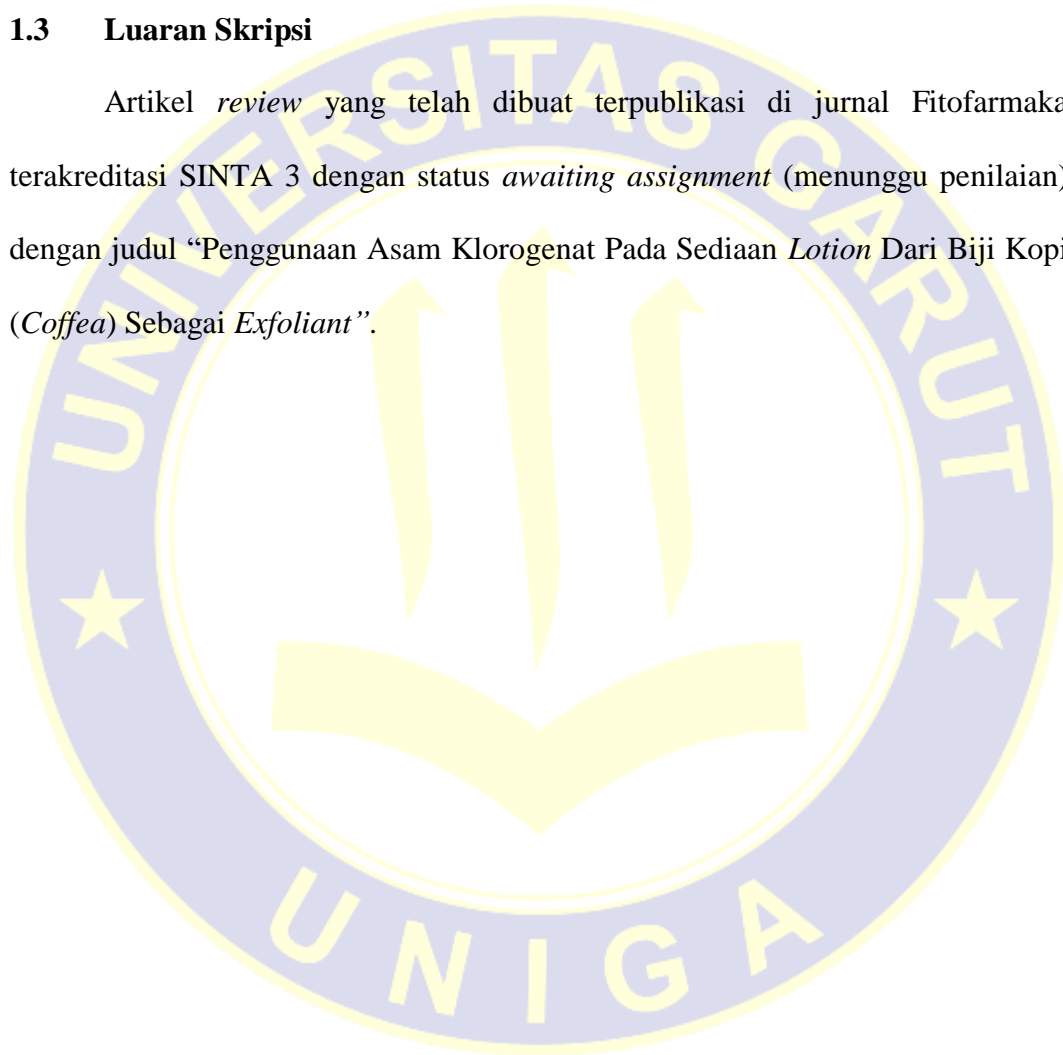 1.3 Luaran Skripsi
Artikel review yang telah dibuat terpublikasi di jurnal Fitofarmaka
terakreditasi SINTA 3 dengan status awaiting assignment (menunggu penilaian)
dengan judul “Penggunaan Asam Klorogenat Pada Sediaan Lotion Dari Biji Kopi
(Coffea) Sebagai Exfoliant”.
UNIVERSITAS GARUT
UNIGA